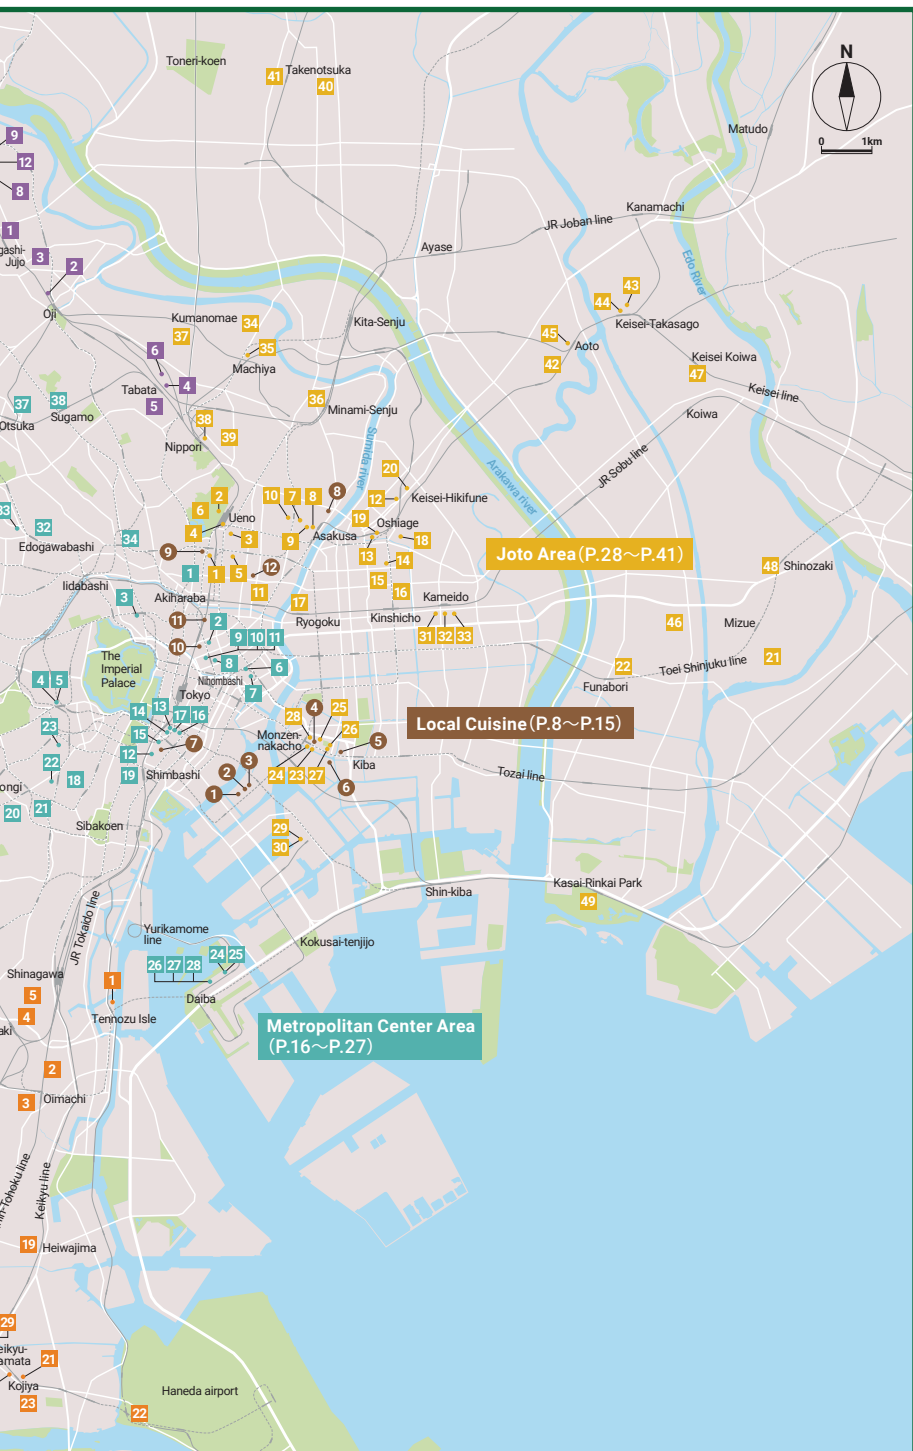 Toneri-koen
41
Takenotsuka
40
N
0
1km
Matudo
9
12
8
1
gashi-
Jujo
3
2
Oji
Kanamachi
JR Joban line
Ayase
Edo River
43
44
Keisei-Takasago
45
Aoto
42
Keisei Koiwa
47
Keisei line
Koiwa
Kumanomae
34
37
35
Machiya
Kita-Senju
6
4
Tabata
5
37
38
Otsuka
Sugamo
36
Minami-Senju
38
39
Nippori
Sumida river
Arakawa river
JR-Sobu line
20
12
Keisei-Hikifune
2
6
Ueno
4
3
10
7
8
8
9
Asakusa
19
Oshiage
18
13
14
33
32
34
Edogawabashi
9
1
1
5
12
11
15
16
Joto Area(P.28～P.41)
48
Shinozaki
Iidabashi
3
Akiharaba
11
2
17
Ryogoku
Kameido
Kinshicho
31
32
33
46
Mizue
10
9
10
11
8
6
Nihombashi
7
The
Imperial
Palace
Tokyo
4
5
22
Funabori
Toei Shinjuku line
21
14
13
17
16
15
7
12
23
22
18
19
Shimbashi
ongi
20
21
Sibakoen
28
4
25
26
Monzen-
nakacho
5
Kiba
24
23
27
6
2
3
1
Local Cuisine(P.8～P.15)
Tozai line
29
30
Shin-kiba
Kasai-Rinkai Park
49
JR Tokaido line
Yurikamome
line
Kokusai-tenjijo
24
25
26
27
28
Daiba
Shinagawa
5
4
aki
1
Tennozu Isle
Metropolitan Center Area
(P.16～P.27)
2
3
Oimachi
Keikyu line
19
Heiwajima
29
eikyu-
amata
21
Kojiya
23
22
Haneda airport